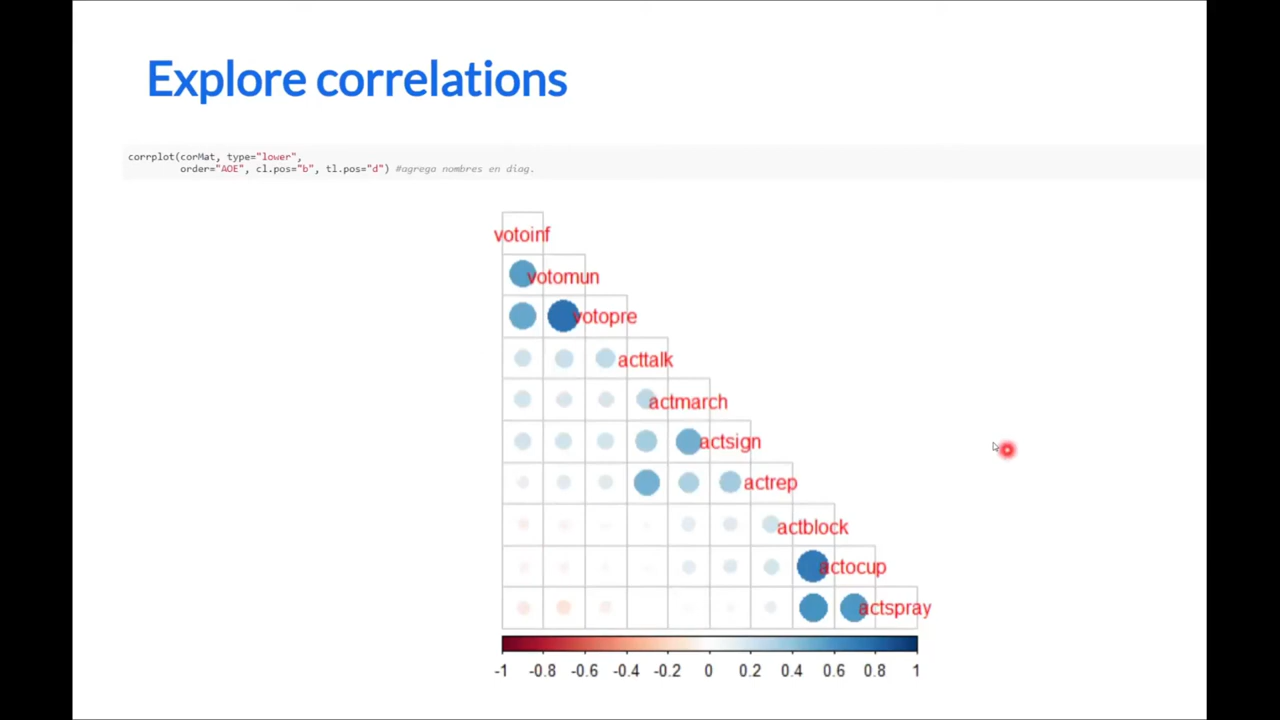 Explore correlations
corrplot(corMat, type="lower",
order="AOE", cl.pos="b", tl.pos="d") #agrega nombres en diag.
votoinf
votomun
votopre
acttalk
actmarch
actsign
actrep
actblock
actocup
actspray
-1 -0.8 -0.6 -0.4 -0.2 0 0.2 0.4 0.6 0.8 1